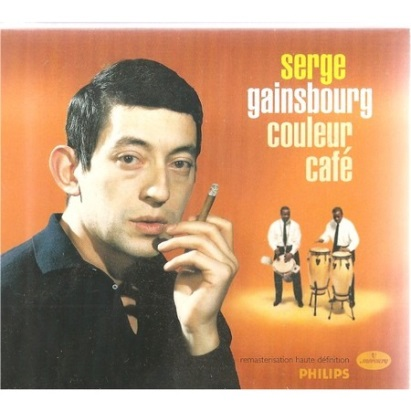 serge
gainsbourg
couleur
café
remasterisation haute définition
PHILIPS